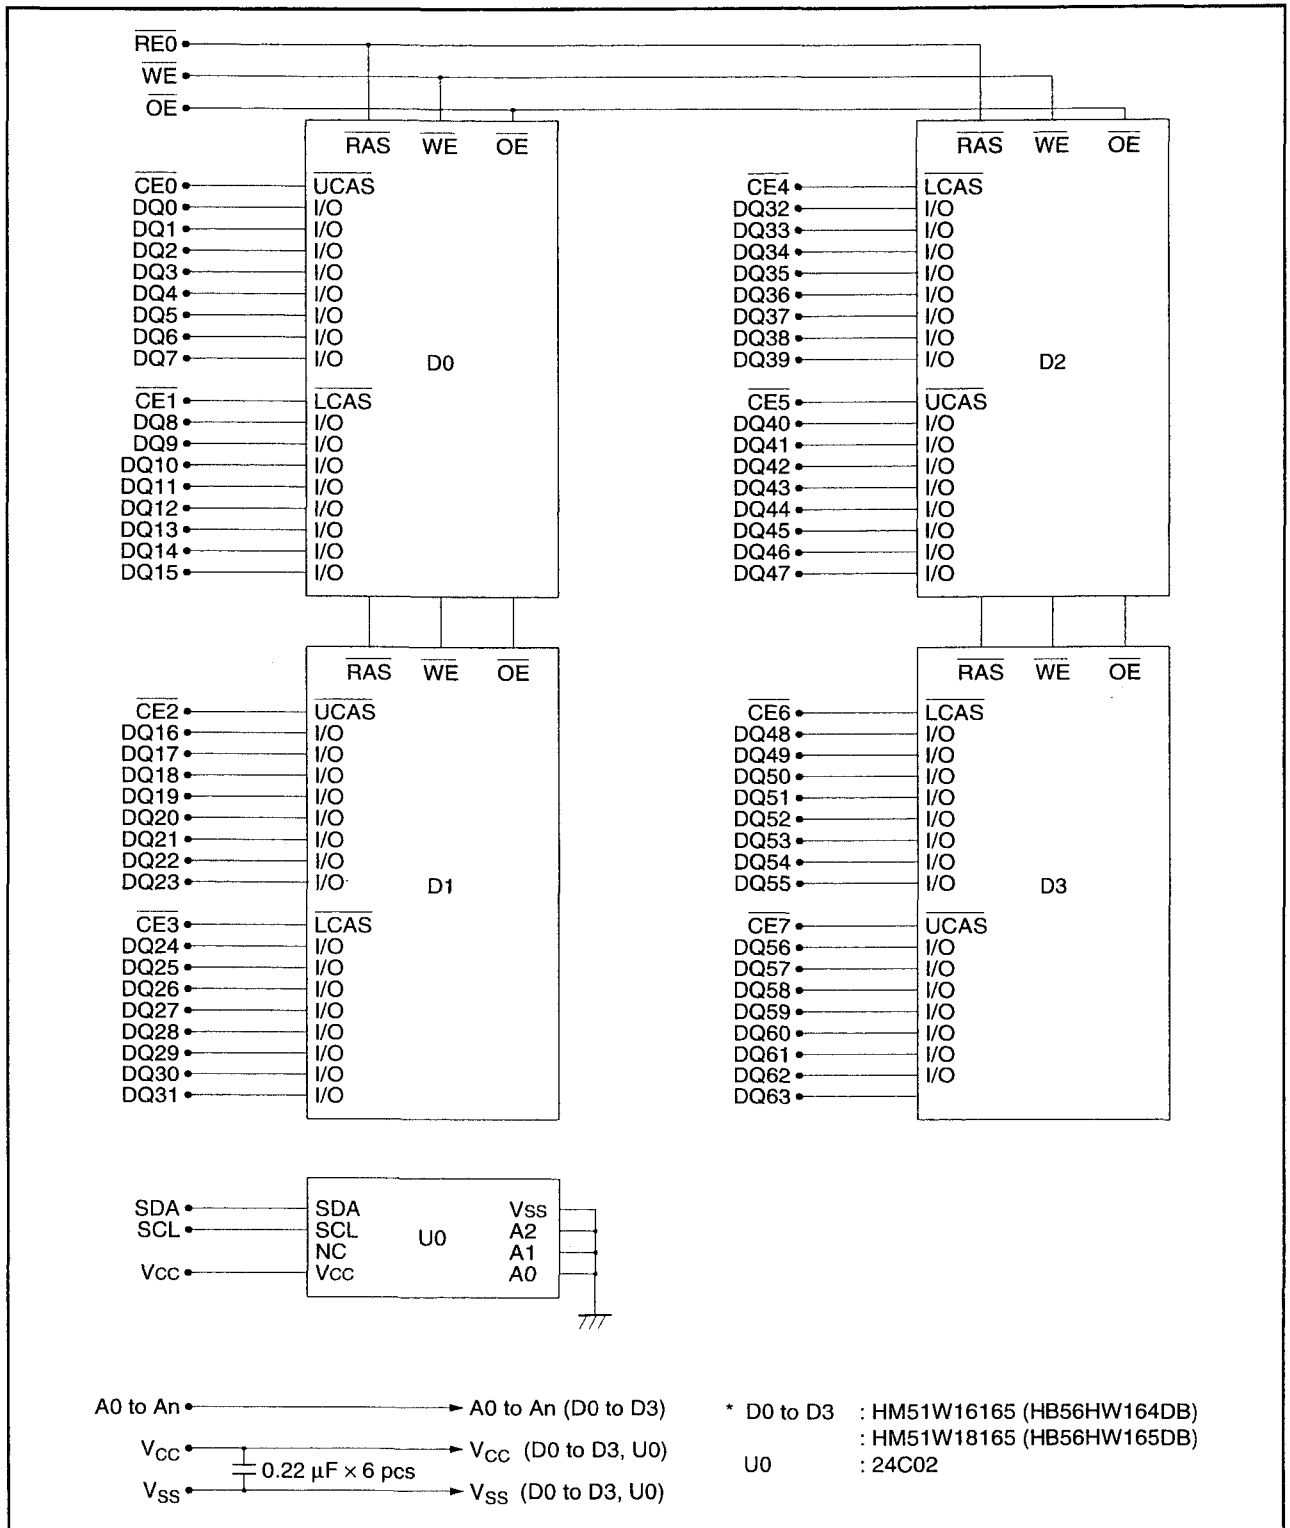 RE0
WE
OE
RAS WE OE
CE0 UCAS
DQ0 I/O
DQ1 I/O
DQ2 I/O
DQ3 I/O
DQ4 I/O
DQ5 I/O
DQ6 I/O
DQ7 I/O
D0
CE1 LCAS
DQ8 I/O
DQ9 I/O
DQ10 I/O
DQ11 I/O
DQ12 I/O
DQ13 I/O
DQ14 I/O
DQ15 I/O
RAS WE OE
CE4 LCAS
DQ32 I/O
DQ33 I/O
DQ34 I/O
DQ35 I/O
DQ36 I/O
DQ37 I/O
DQ38 I/O
DQ39 I/O
D2
CE5 UCAS
DQ40 I/O
DQ41 I/O
DQ42 I/O
DQ43 I/O
DQ44 I/O
DQ45 I/O
DQ46 I/O
DQ47 I/O
RAS WE OE
CE2 UCAS
DQ16 I/O
DQ17 I/O
DQ18 I/O
DQ19 I/O
DQ20 I/O
DQ21 I/O
DQ22 I/O
DQ23 I/O
D1
CE3 LCAS
DQ24 I/O
DQ25 I/O
DQ26 I/O
DQ27 I/O
DQ28 I/O
DQ29 I/O
DQ30 I/O
DQ31 I/O
RAS WE OE
CE6 LCAS
DQ48 I/O
DQ49 I/O
DQ50 I/O
DQ51 I/O
DQ52 I/O
DQ53 I/O
DQ54 I/O
DQ55 I/O
D3
CE7 UCAS
DQ56 I/O
DQ57 I/O
DQ58 I/O
DQ59 I/O
DQ60 I/O
DQ61 I/O
DQ62 I/O
DQ63
SDA SDA VSS
SCL SCL A2
U0
NC A1
VCC VCC A0
A0 to An A0 to An (D0 to D3)
VCC VCC (D0 to D3, U0)
0.22 µF × 6 pcs
VSS VSS (D0 to D3, U0)
* D0 to D3 : HM51W16165 (HB56HW164DB)
: HM51W18165 (HB56HW165DB)
U0 : 24C02